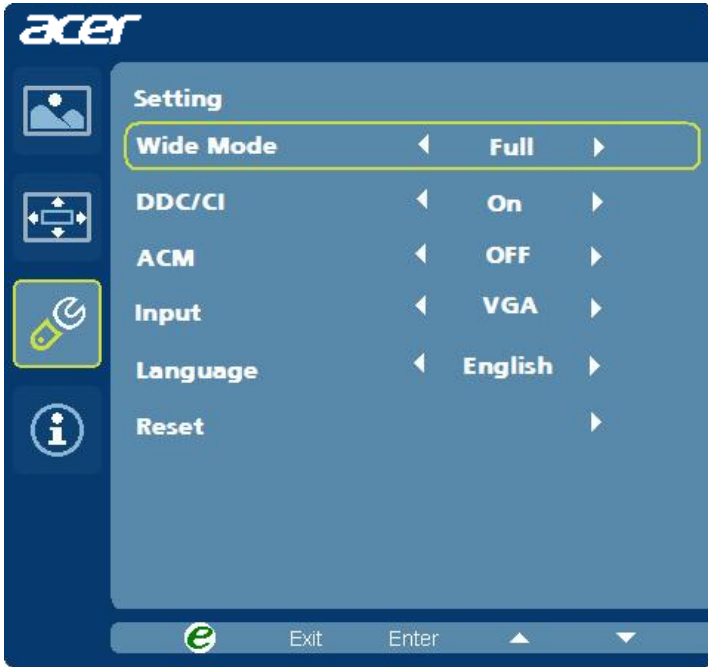 acer
Setting
Wide Mode Full
DDC/CI On
ACM OFF
Input VGA
Language English
Reset
e Exit Enter